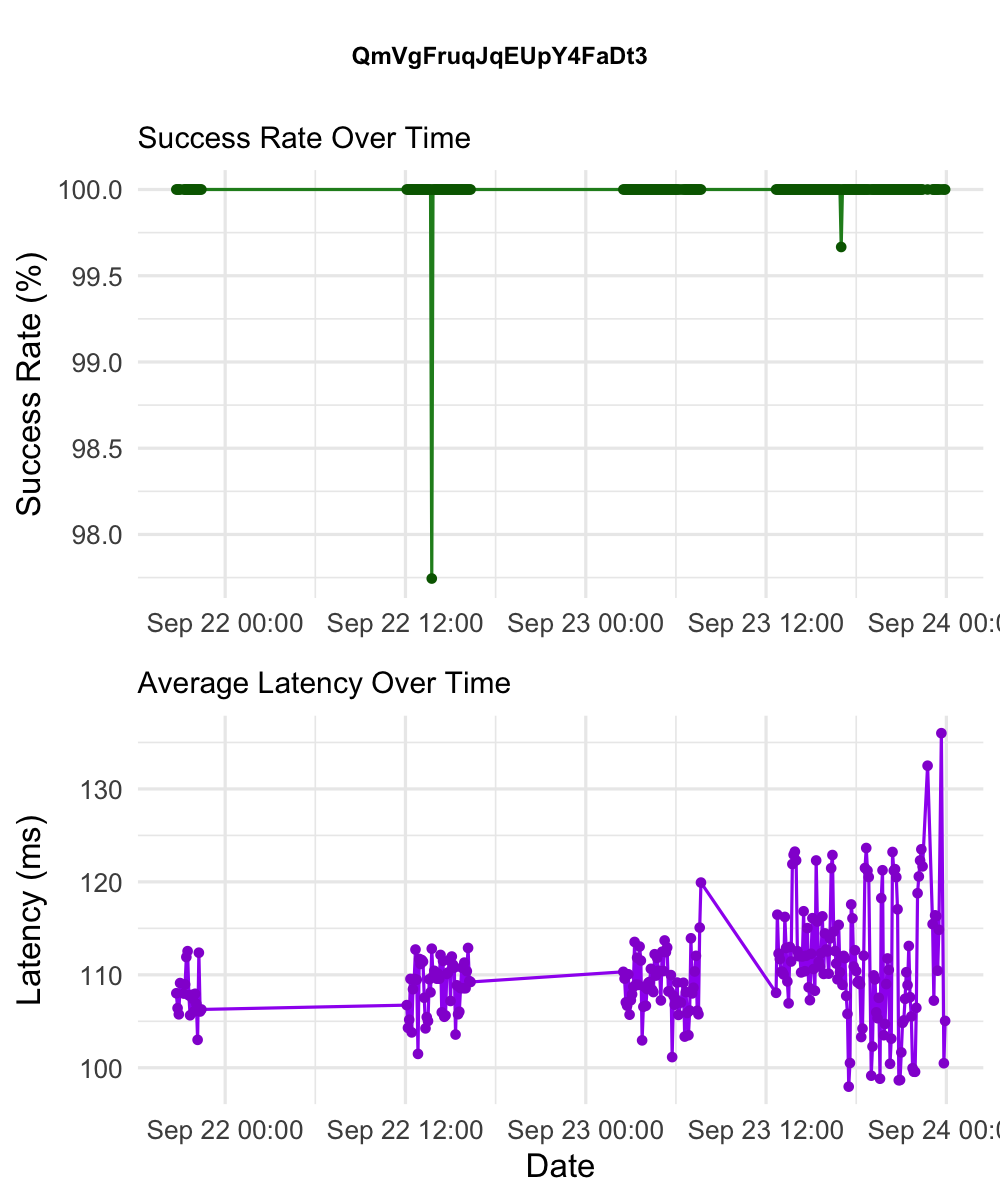 QmVgFruqJqEUpY4FaDt3
Success Rate Over Time
Success Rate (%)
100.0
99.5
99.0
98.5
98.0
Sep 22 00:00 Sep 22 12:00 Sep 23 00:00 Sep 23 12:00 Sep 24 00:0
Average Latency Over Time
Latency (ms)
130
120
110
100
Sep 22 00:00 Sep 22 12:00 Sep 23 00:00 Sep 23 12:00 Sep 24 00:0
Date